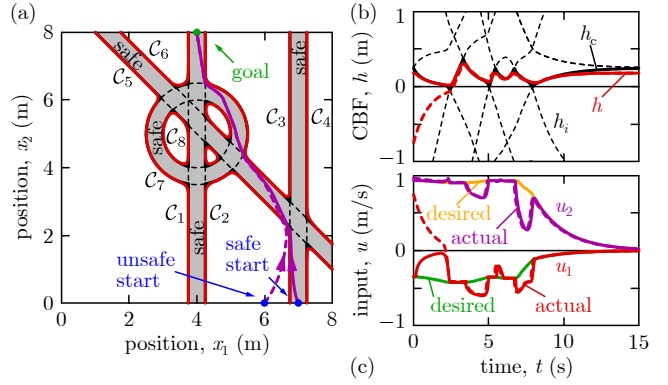 (a)
8
6
4
2
0
0
2
4
6
8
position, x₂ (m)
position, x₁ (m)
safe
C₆
C₅
goal
safe
C₃
C₄
safe
C₈
C₇
C₁
C₂
safe
safe
start
unsafe
start
(b)
1
0
−1
CBF, h (m)
h_c
h
h_i
1
0
−1
input, u (m/s)
desired
actual
u₂
u₁
desired
actual
0
5
10
15
(c)
time, t (s)